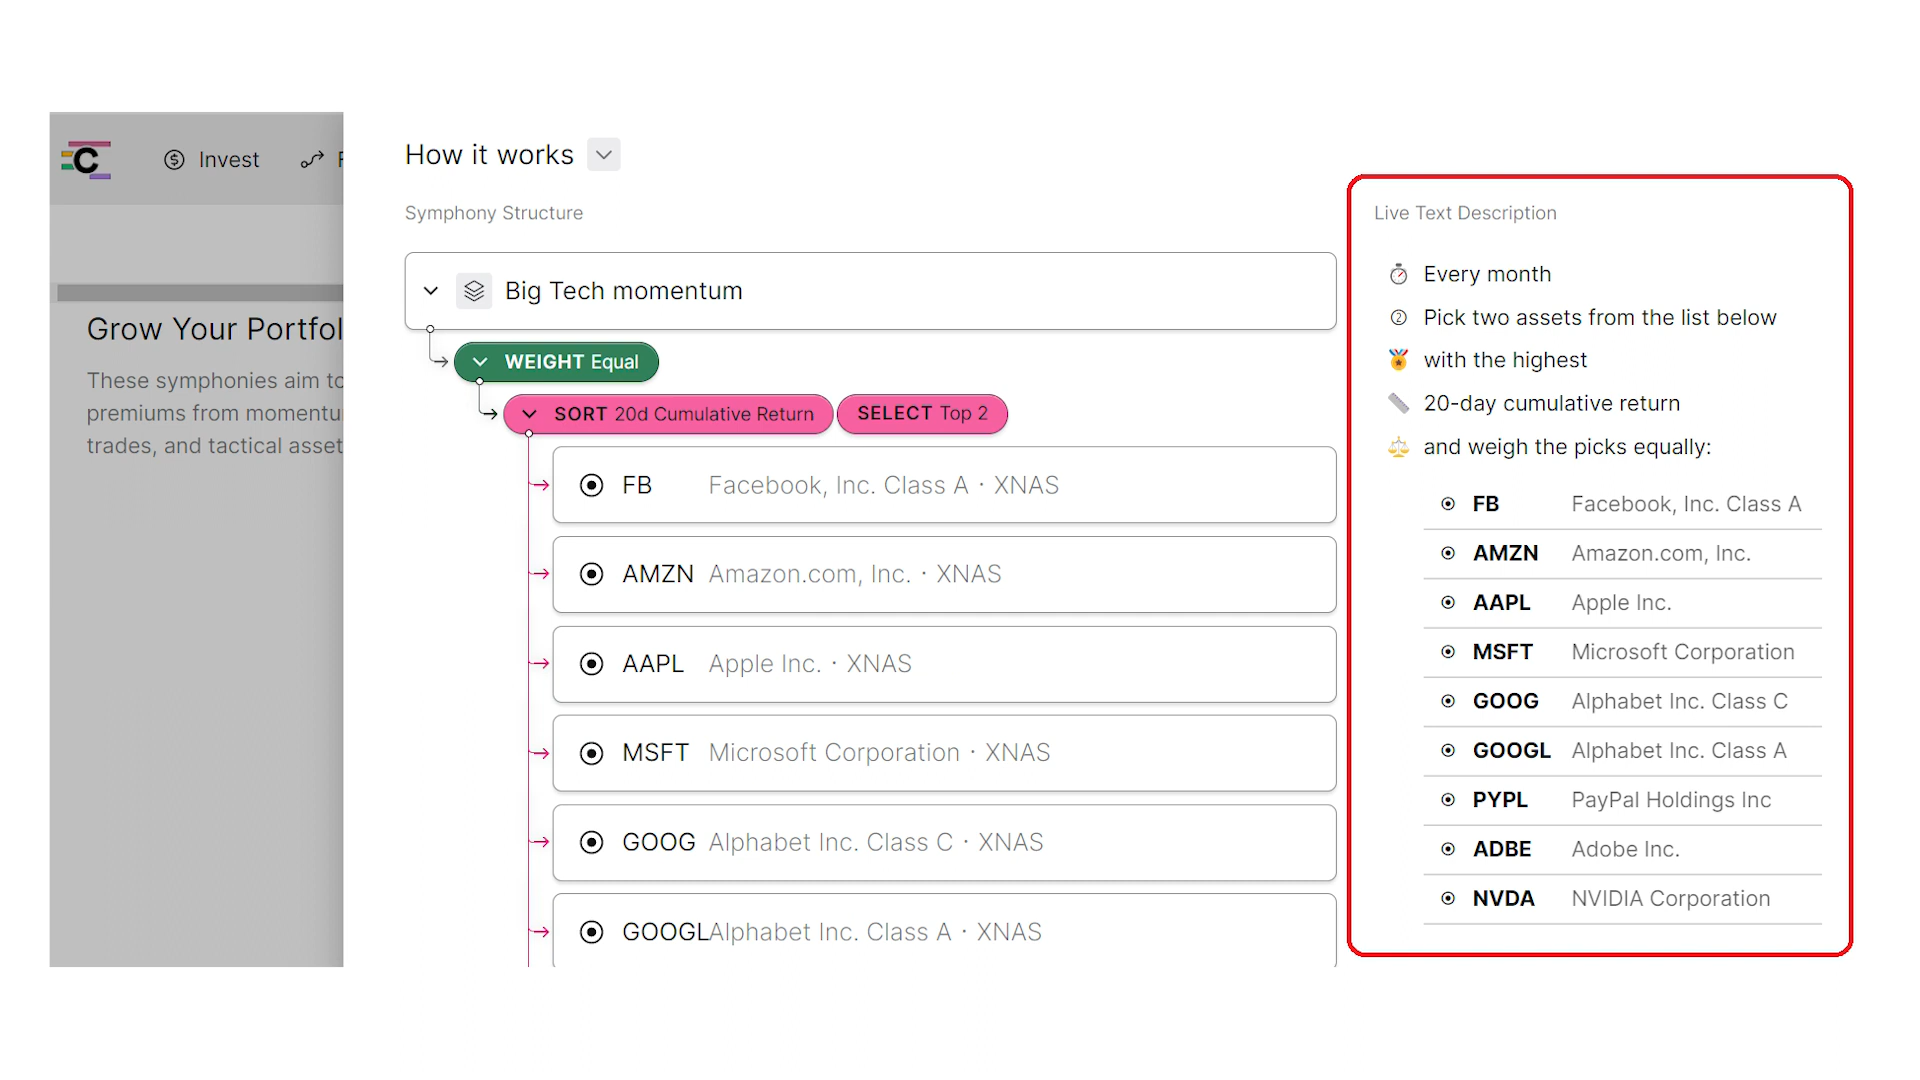 C
Invest
How it works
Symphony Structure
Big Tech momentum
WEIGHT Equal
SORT 20d Cumulative Return
SELECT Top 2
FB Facebook, Inc. Class A · XNAS
AMZN Amazon.com, Inc. · XNAS
AAPL Apple Inc. · XNAS
MSFT Microsoft Corporation · XNAS
GOOG Alphabet Inc. Class C · XNAS
GOOGL Alphabet Inc. Class A · XNAS
Grow Your Portfol
These symphonies aim to
premiums from momentu
trades, and tactical asset
Live Text Description
Every month
2 Pick two assets from the list below
with the highest
20-day cumulative return
and weigh the picks equally:
FB Facebook, Inc. Class A
AMZN Amazon.com, Inc.
AAPL Apple Inc.
MSFT Microsoft Corporation
GOOG Alphabet Inc. Class C
GOOGL Alphabet Inc. Class A
PYPL PayPal Holdings Inc
ADBE Adobe Inc.
NVDA NVIDIA Corporation